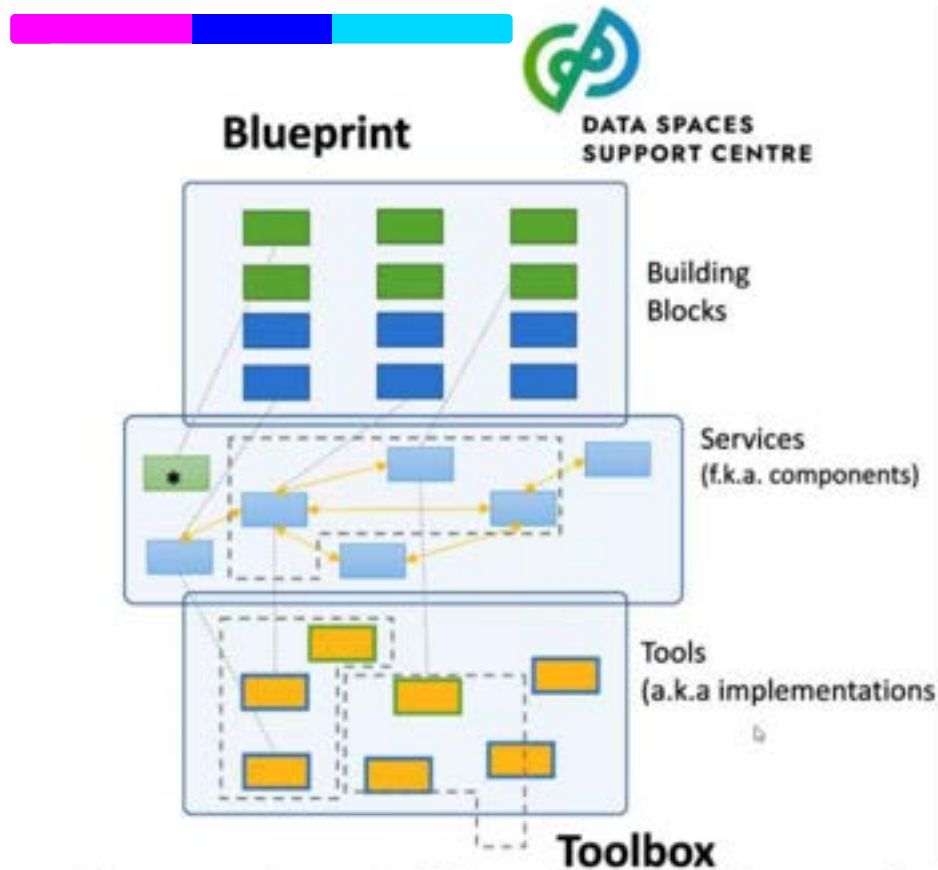 Blueprint
DATA SPACES
SUPPORT CENTRE
Building
Blocks
Services
(f.k.a. components)
*
Tools
(a.k.a implementations
Toolbox